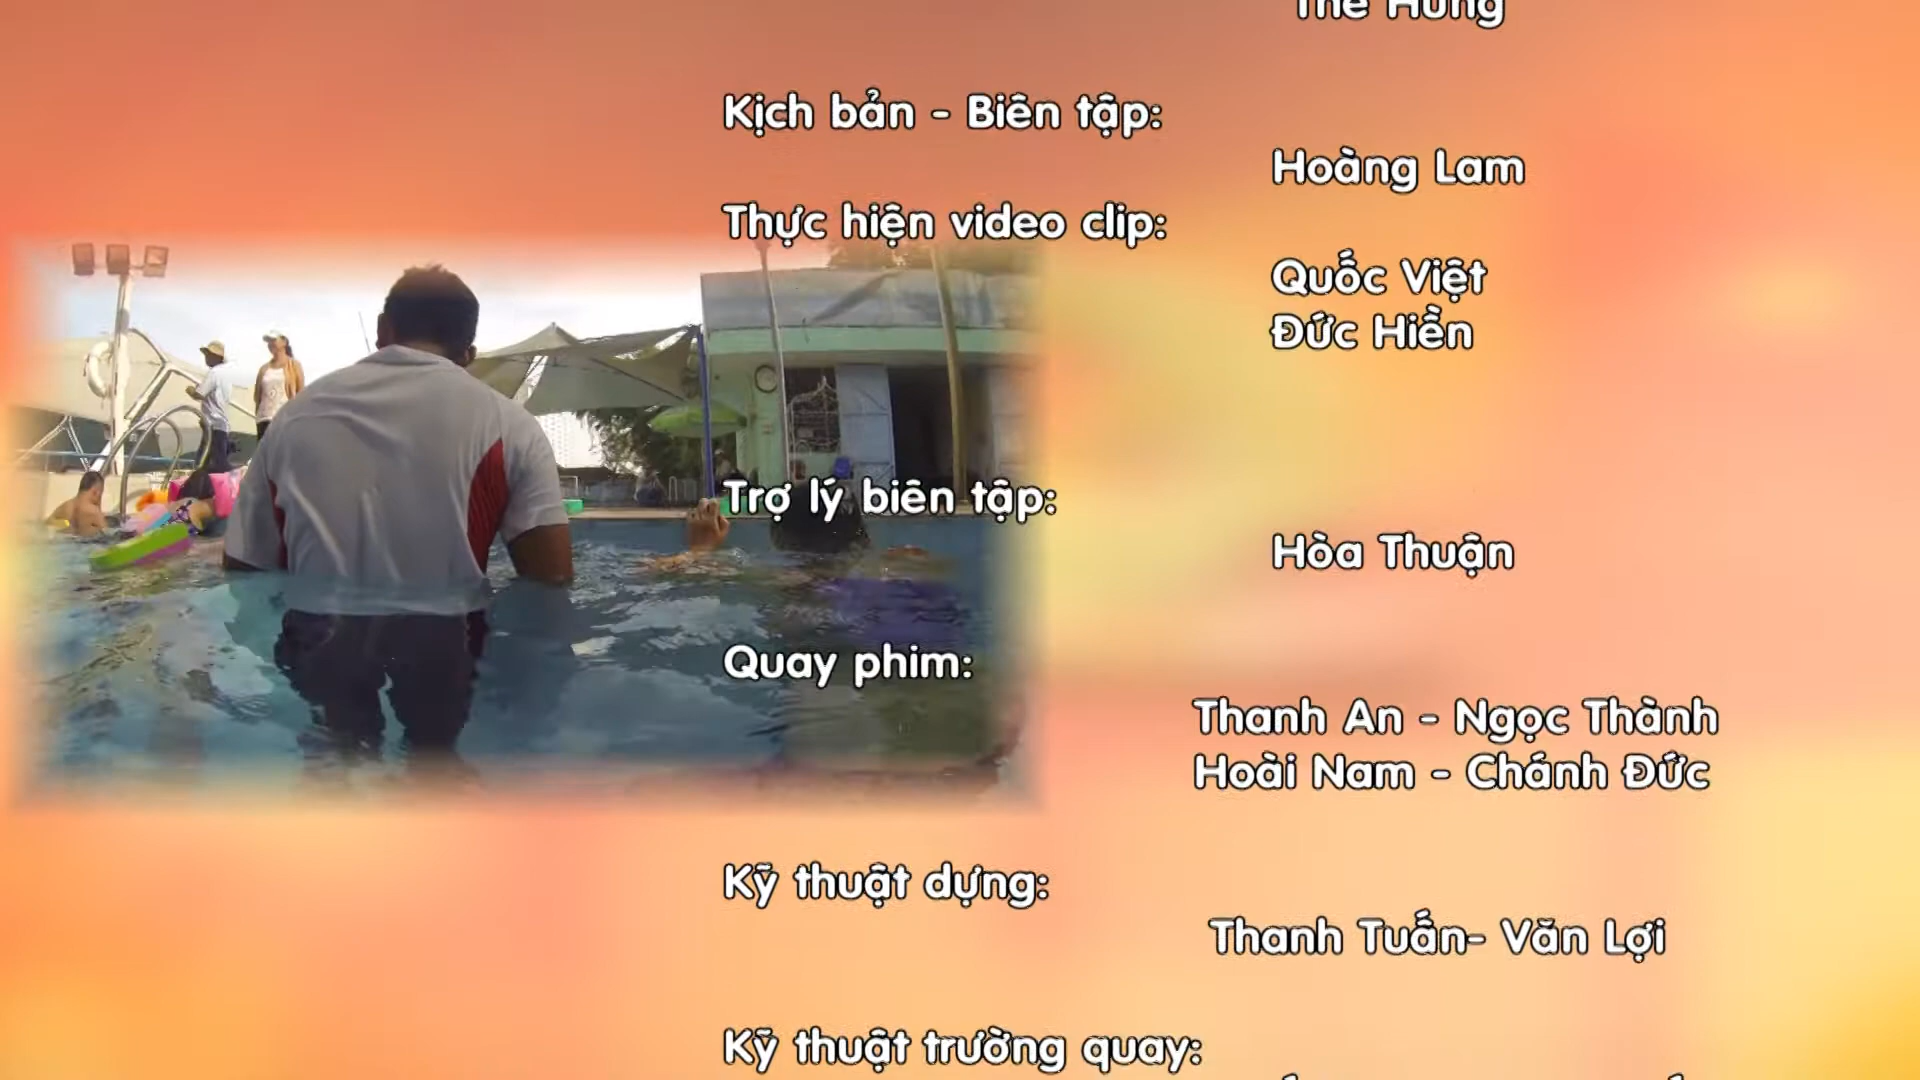 Hùng
Kịch bản - Biên tập:
Hoàng Lam
Thực hiện video clip:
Quốc Việt
Đức Hiền
Trợ lý biên tập:
Hòa Thuận
Quay phim:
Thanh An - Ngọc Thành
Hoài Nam - Chánh Đức
Kỹ thuật dựng:
Thanh Tuấn- Văn Lợi
Kỹ thuật trường quay: